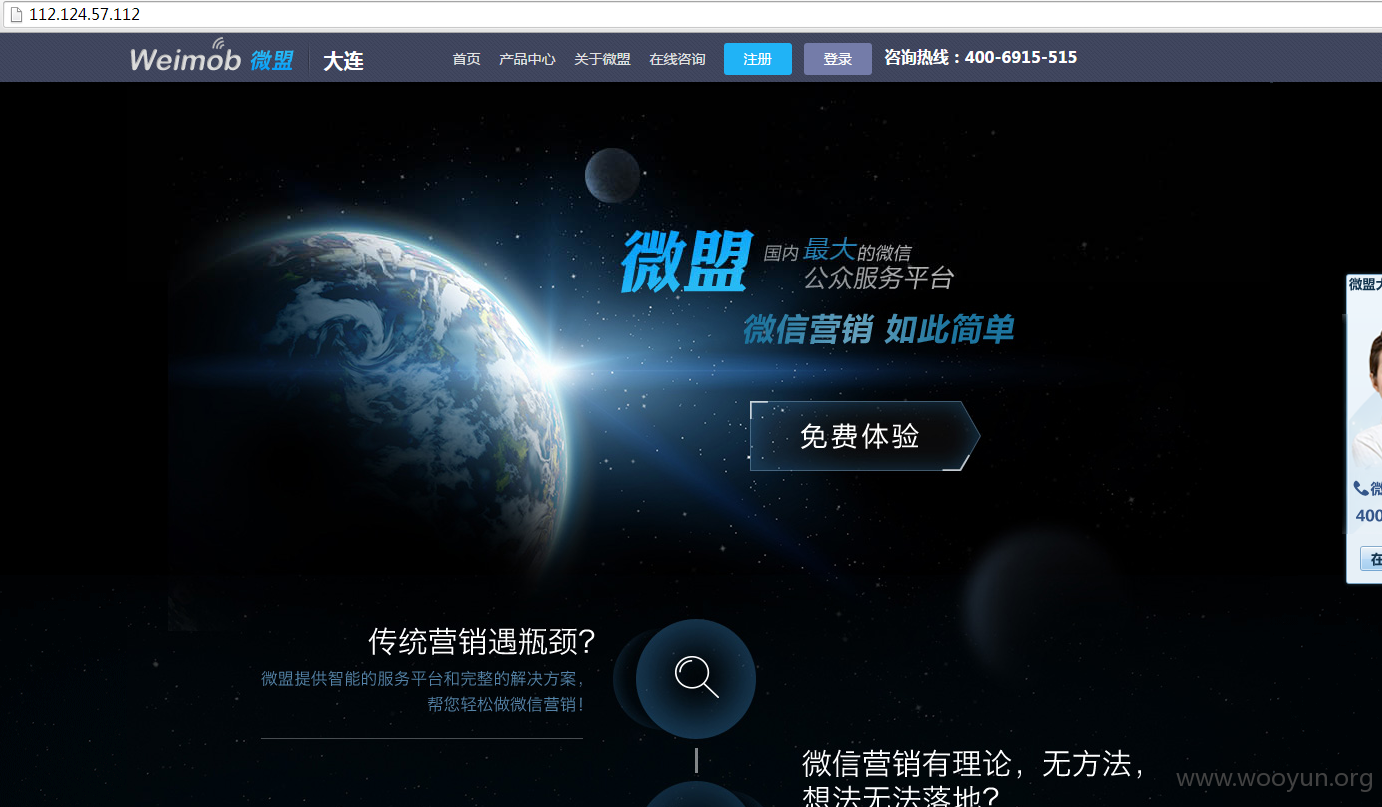 112.124.57.112
Weimob 微盟 大连 首页 产品中心 关于微盟 在线咨询 注册 登录 咨询热线：400-6915-515
微盟 国内最大的微信
公众服务平台
微信营销 如此简单
微盟大
免费体验
微
400
在
传统营销遇瓶颈？
微盟提供智能的服务平台和完整的解决方案，
帮您轻松做微信营销！
微信营销有理论，无方法，
想法无法落地？
www.wooyun.org